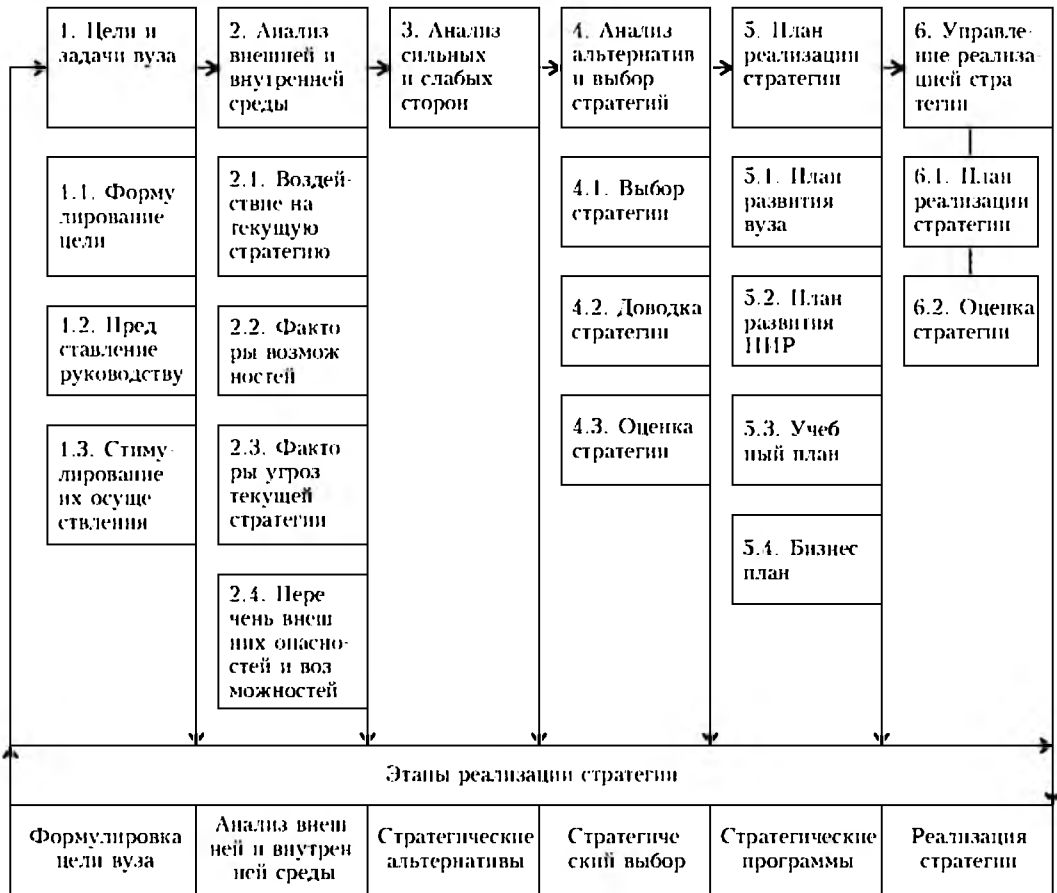 1. Цели и
задачи вуза
2. Анализ
внешней и
внутренней
среды
3. Анализ
сильных
и слабых
сторон
4. Анализ
альтернатив
и выбор
стратегий
5. План
реализации
стратегии
6. Управле-
ние реализа-
цией стра
тегии
1.1. Форму
лирование
цели
2.1. Воздей-
ствие на
текущую
стратегию
4.1. Выбор
стратегии
5.1. План
развития
вуза
6.1. План
реализации
стратегии
1.2. Пред
ставление
руководству
2.2. Факто
ры возмож
ностей
4.2. Доводка
стратегии
5.2. План
развития
НИР
6.2. Оценка
стратегии
1.3. Стиму-
лирование
их осуще
ствления
2.3. Факто
ры угроз
текущей
стратегии
4.3. Оценка
стратегии
5.3. Учеб
ный план
2.4. Пере
чень внеш
них опасно-
стей и воз
можностей
5.4. Бизнес
план
Этапы реализации стратегии
Формулировка
цели вуза
Анализ внеш
ней и внутрен
ней среды
Стратегические
альтернативы
Стратегиче
ский выбор
Стратегические
программы
Реализация
стратегии